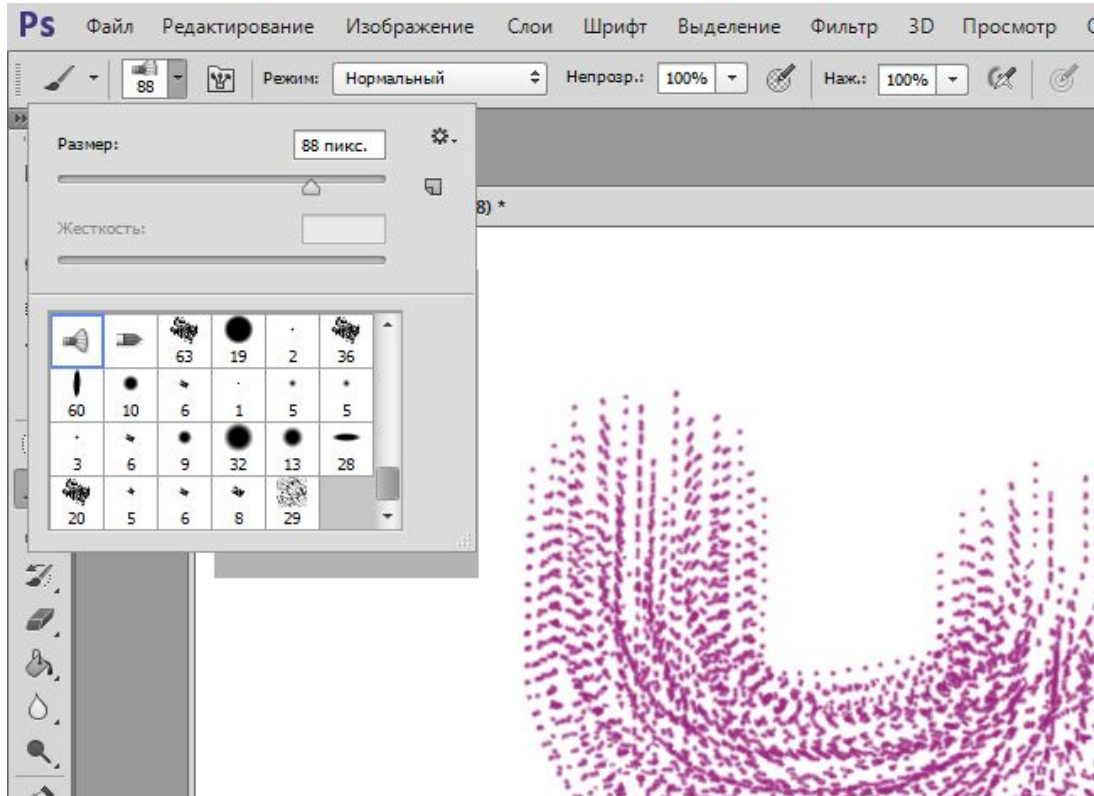 Ps Файл Редактирование Изображение Слои Шрифт Выделение Фильтр 3D Просмотр
88 Режим: Нормальный Непрозр.: 100% Наж.: 100%
Размер: 88 пикс.
8) *
Жесткость:
63 19 2 36
60 10 6 1 5 5
3 6 9 32 13 28
20 5 6 8 29